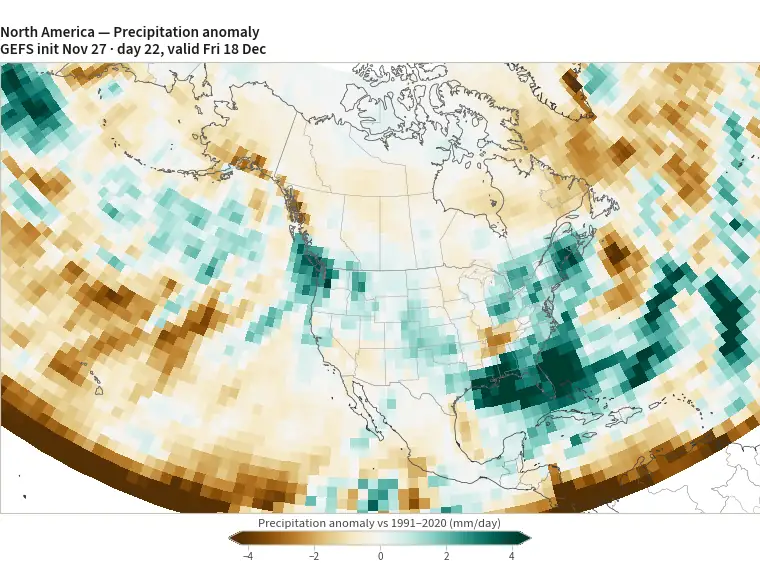 North America — Precipitation anomaly
GEFS init Nov 27 · day 22, valid Fri 18 Dec
Precipitation anomaly vs 1991–2020 (mm/day)
−4 −2 0 2 4